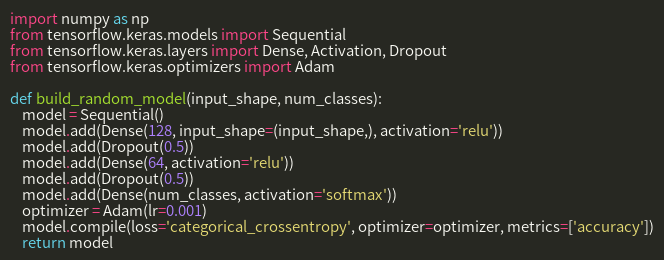 import numpy as np
from tensorflow.keras.models import Sequential
from tensorflow.keras.layers import Dense, Activation, Dropout
from tensorflow.keras.optimizers import Adam

def build_random_model(input_shape, num_classes):
    model = Sequential()
    model.add(Dense(128, input_shape=(input_shape,), activation='relu'))
    model.add(Dropout(0.5))
    model.add(Dense(64, activation='relu'))
    model.add(Dropout(0.5))
    model.add(Dense(num_classes, activation='softmax'))
    optimizer = Adam(lr=0.001)
    model.compile(loss='categorical_crossentropy', optimizer=optimizer, metrics=['accuracy'])
    return model